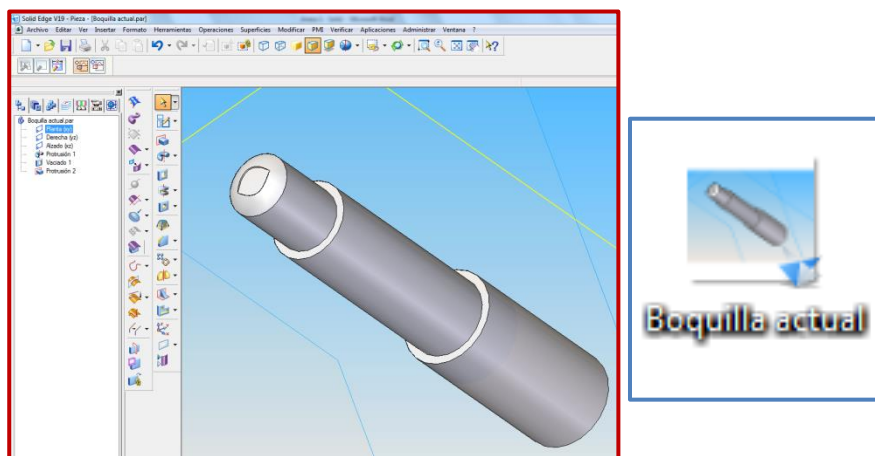 Solid Edge V19 - Pieza - [Boquilla actual.par]
Archivo Editar Ver Insertar Formato Herramientas Operaciones Superficies Modificar PMI Verificar Aplicaciones Administrar Ventana ?
Boquilla actual.par
Planta (xy)
Derecha (yz)
Alzado (xz)
Protrusión 1
Vaciado 1
Protrusión 2
Boquilla actual